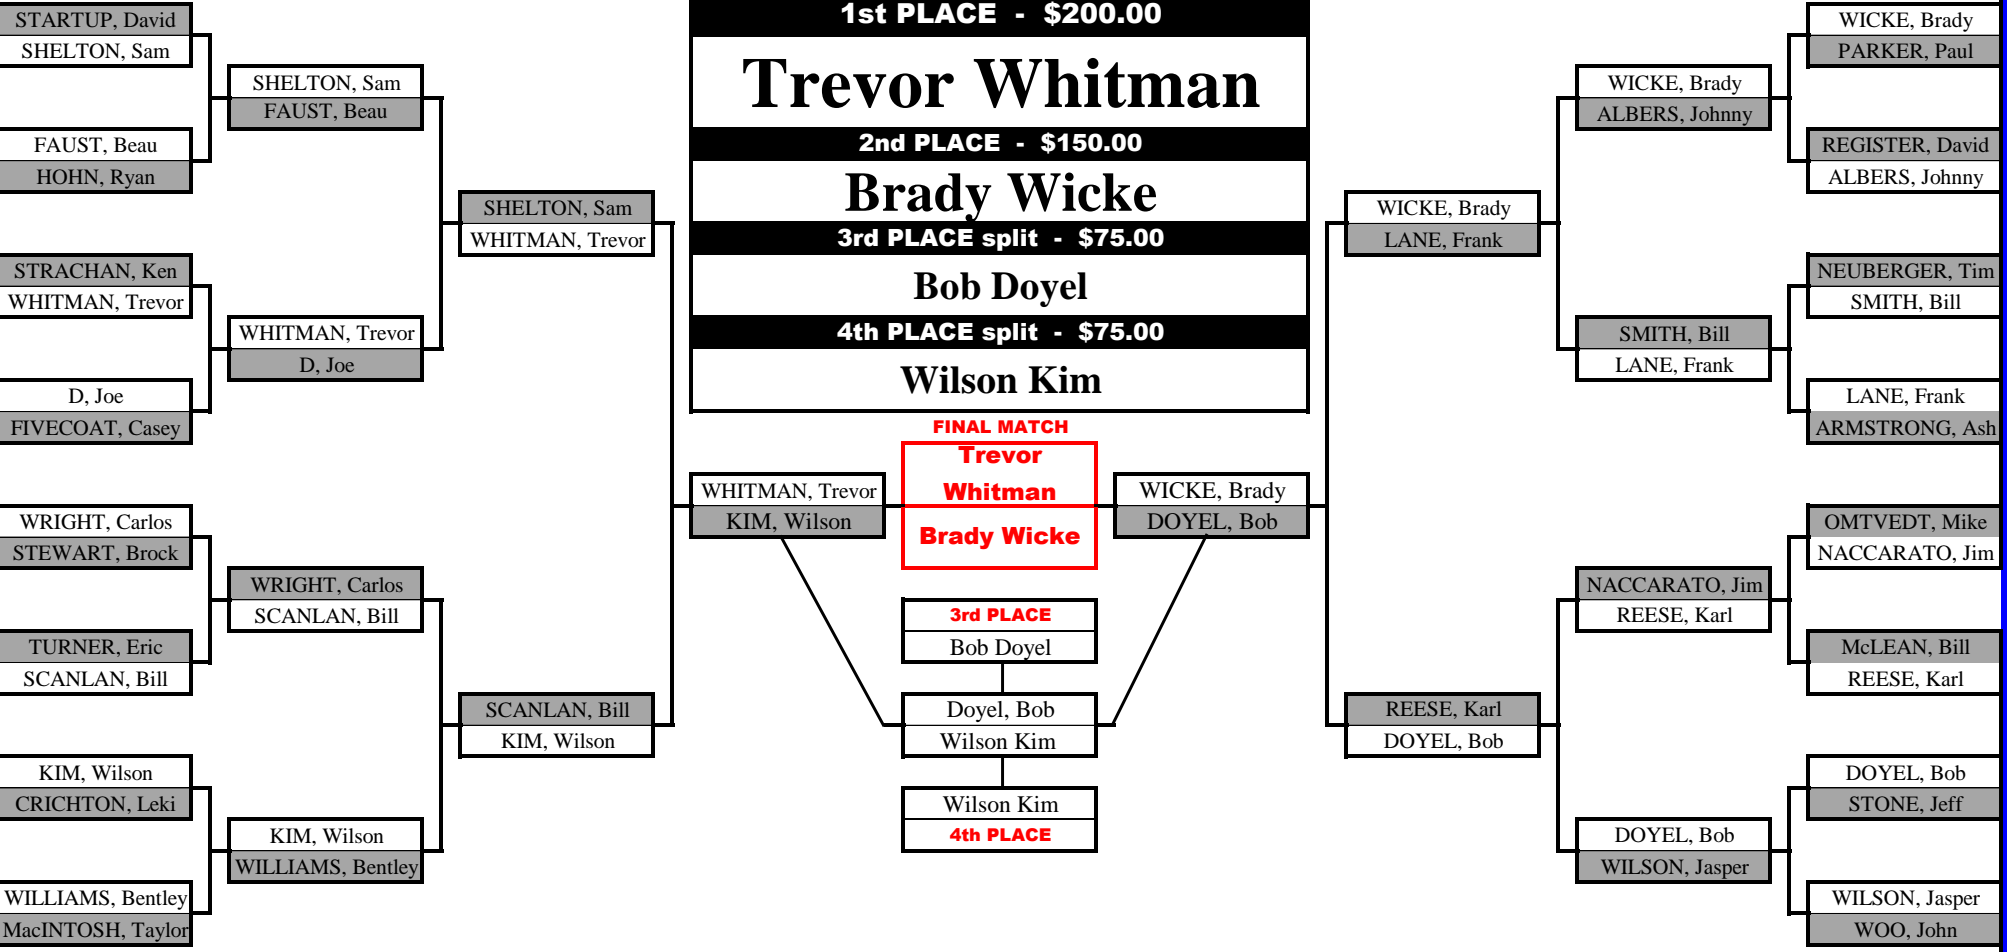 STARTUP, David
SHELTON, Sam
FAUST, Beau
HOHN, Ryan
STRACHAN, Ken
WHITMAN, Trevor
D, Joe
FIVECOAT, Casey
WRIGHT, Carlos
STEWART, Brock
TURNER, Eric
SCANLAN, Bill
KIM, Wilson
CRICHTON, Leki
WILLIAMS, Bentley
MacINTOSH, Taylor
SHELTON, Sam
FAUST, Beau
WHITMAN, Trevor
D, Joe
WRIGHT, Carlos
SCANLAN, Bill
KIM, Wilson
WILLIAMS, Bentley
SHELTON, Sam
WHITMAN, Trevor
SCANLAN, Bill
KIM, Wilson
WHITMAN, Trevor
KIM, Wilson
1st PLACE - $200.00
Trevor Whitman
2nd PLACE - $150.00
Brady Wicke
3rd PLACE split - $75.00
Bob Doyel
4th PLACE split - $75.00
Wilson Kim
FINAL MATCH
Trevor
Whitman
Brady Wicke
3rd PLACE
Bob Doyel
Doyel, Bob
Wilson Kim
Wilson Kim
4th PLACE
WICKE, Brady
DOYEL, Bob
WICKE, Brady
LANE, Frank
REESE, Karl
DOYEL, Bob
WICKE, Brady
ALBERS, Johnny
SMITH, Bill
LANE, Frank
NACCARATO, Jim
REESE, Karl
DOYEL, Bob
WILSON, Jasper
WICKE, Brady
PARKER, Paul
REGISTER, David
ALBERS, Johnny
NEUBERGER, Tim
SMITH, Bill
LANE, Frank
ARMSTRONG, Ash
OMTVEDT, Mike
NACCARATO, Jim
McLEAN, Bill
REESE, Karl
DOYEL, Bob
STONE, Jeff
WILSON, Jasper
WOO, John